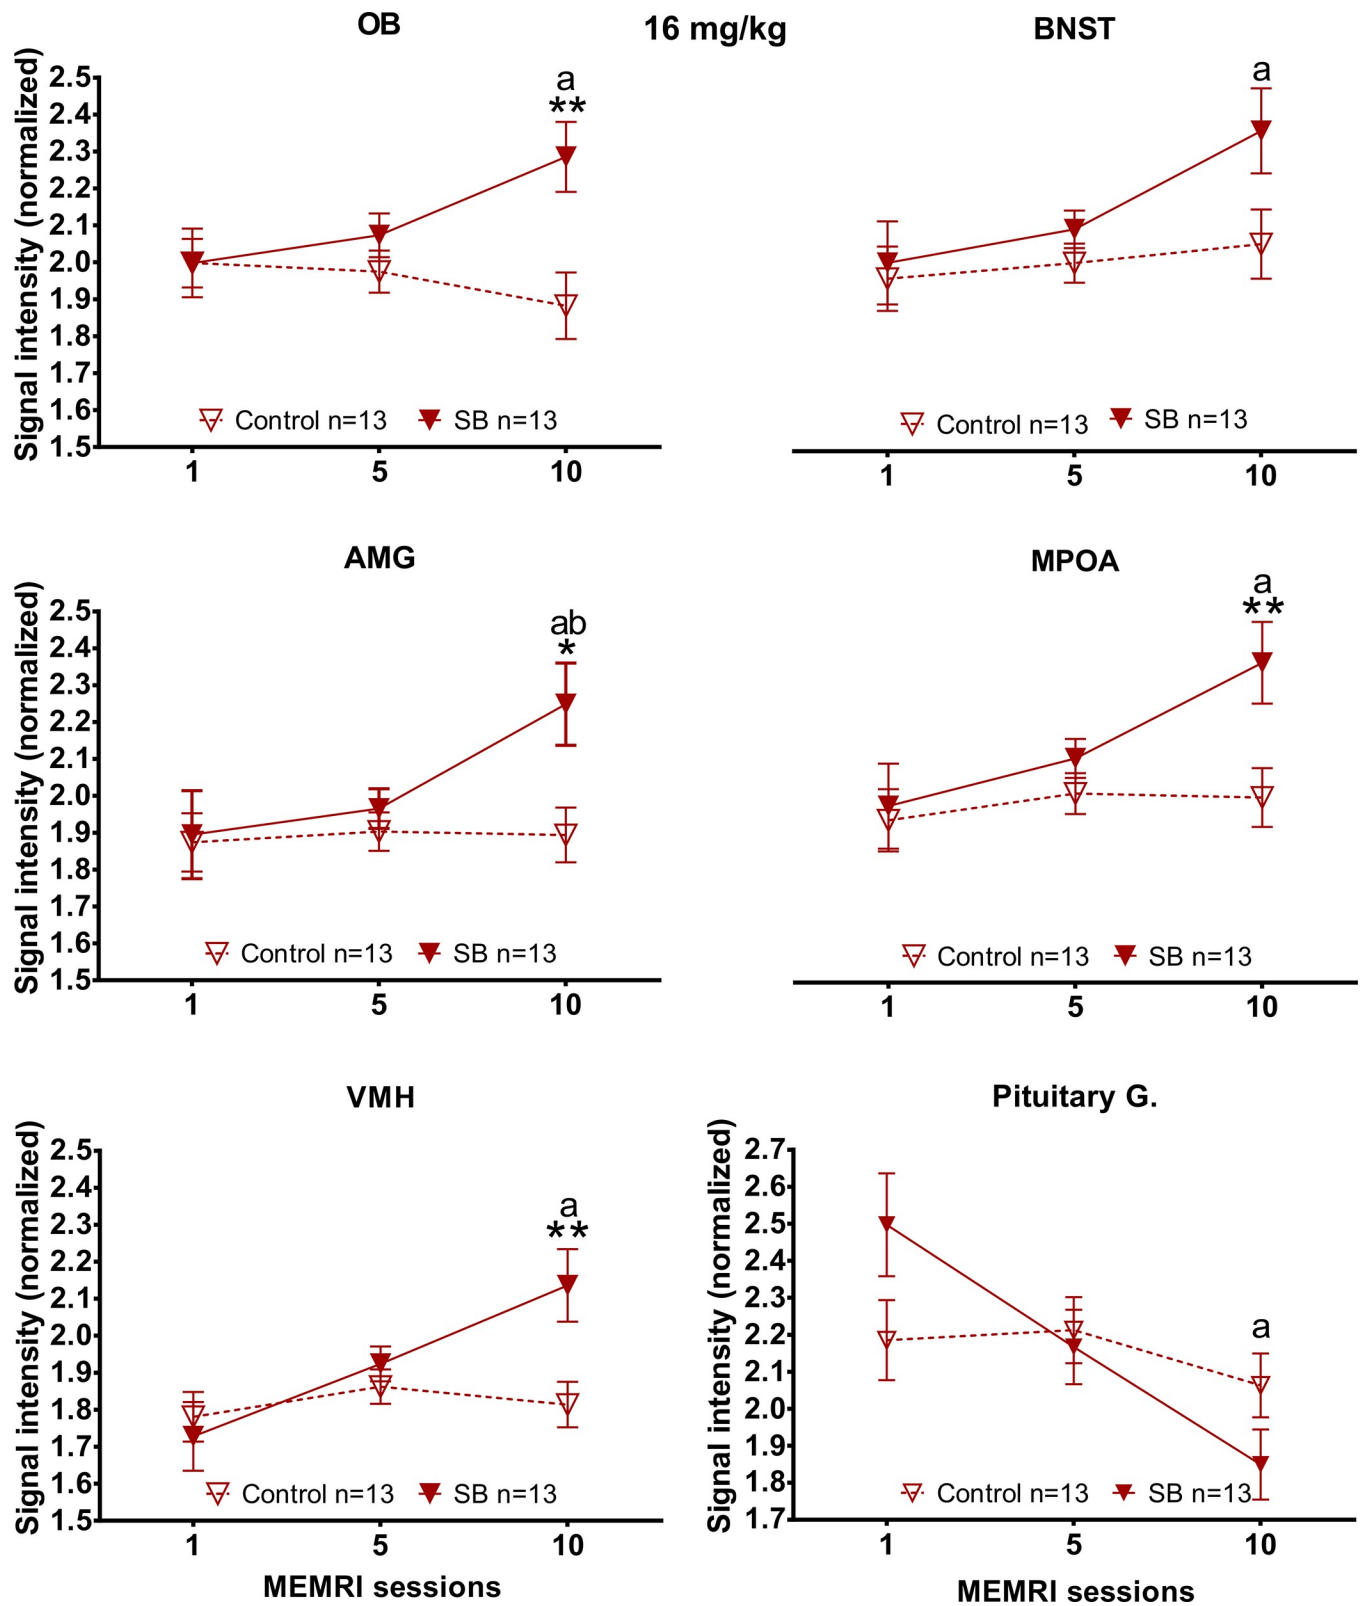 OB
16 mg/kg
BNST
Signal intensity (normalized)
2.5
2.4
2.3
2.2
2.1
2.0
1.9
1.8
1.7
1.6
1.5
a
**
Control n=13
SB n=13
1
5
10
a
Control n=13
SB n=13
1
5
10
AMG
MPOA
Signal intensity (normalized)
2.5
2.4
2.3
2.2
2.1
2.0
1.9
1.8
1.7
1.6
1.5
ab
*
Control n=13
SB n=13
1
5
10
a
**
Control n=13
SB n=13
1
5
10
VMH
Signal intensity (normalized)
2.5
2.4
2.3
2.2
2.1
2.0
1.9
1.8
1.7
1.6
1.5
a
**
Control n=13
SB n=13
1
5
10
MEMRI sessions
Pituitary G.
Signal intensity (normalized)
2.7
2.6
2.5
2.4
2.3
2.2
2.1
2.0
1.9
1.8
1.7
a
Control n=13
SB n=13
1
5
10
MEMRI sessions